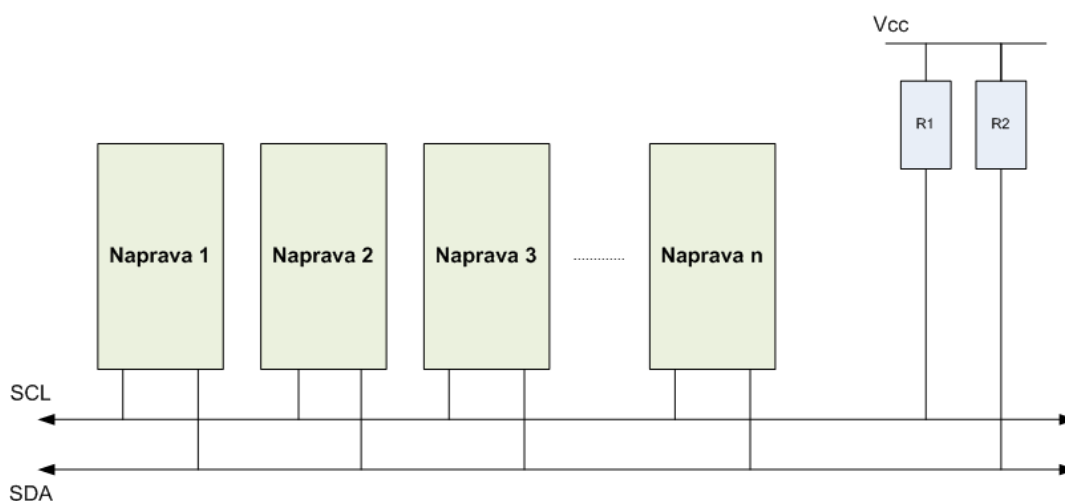 Vcc
R1
R2
Naprava 1
Naprava 2
Naprava 3
Naprava n
SCL
SDA